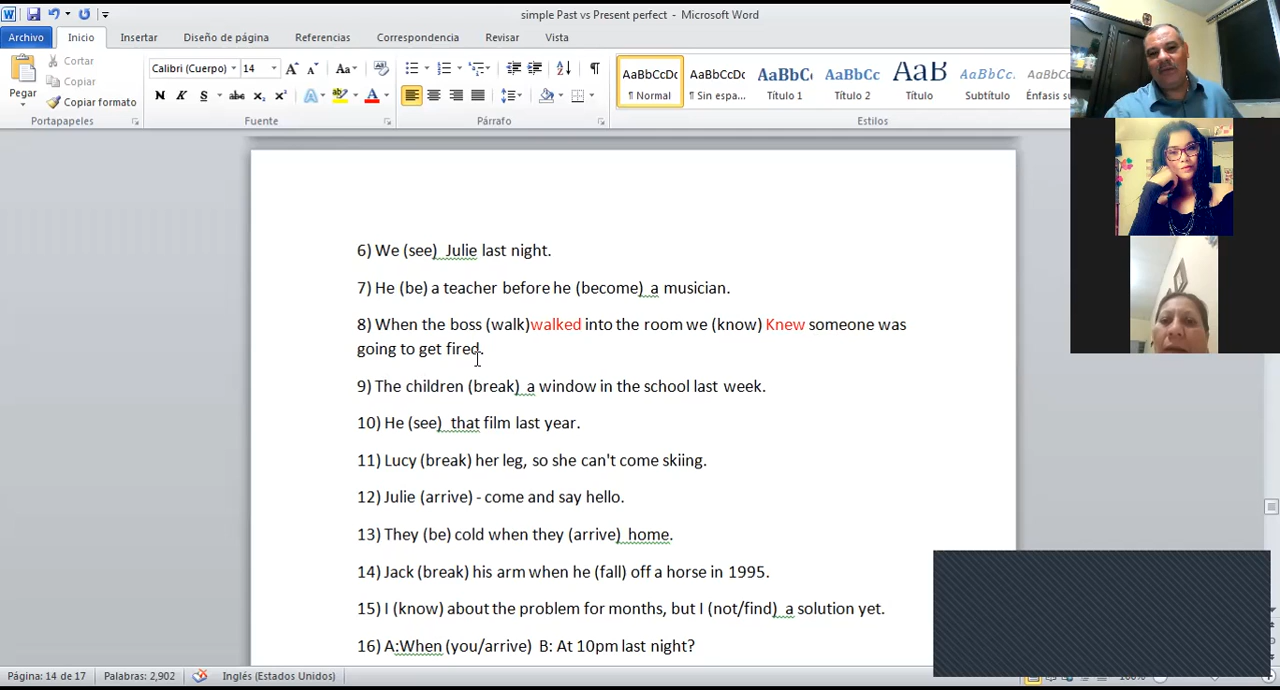 simple Past vs Present perfect - Microsoft Word
Archivo Inicio Insertar Diseño de página Referencias Correspondencia Revisar Vista
Pegar
Cortar
Copiar
Copiar formato
Calibri (Cuerpo) 14
AaBbCcDc AaBbCcDc AaBbC AaBbCc AaB AaBbCcD AaBbCcD
¶ Normal ¶ Sin espa... Título 1 Título 2 Título Subtítulo Énfasis su
Portapapeles Fuente Párrafo Estilos
6) We (see)  Julie last night.
7) He (be) a teacher before he (become)  a musician.
8) When the boss (walk)walked into the room we (know) Knew someone was
going to get fired.
9) The children (break)  a window in the school last week.
10) He (see)  that film last year.
11) Lucy (break) her leg, so she can't come skiing.
12) Julie (arrive) - come and say hello.
13) They (be) cold when they (arrive)  home.
14) Jack (break) his arm when he (fall) off a horse in 1995.
15) I (know) about the problem for months, but I (not/find)  a solution yet.
16) A:When (you/arrive)  B: At 10pm last night?
Página: 14 de 17 Palabras: 2,902 Inglés (Estados Unidos)